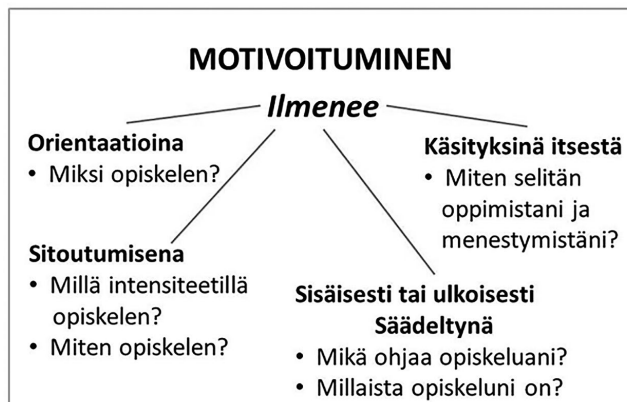 MOTIVOITUMINEN
Ilmenee
Orientaatioina
• Miksi opiskelen?
Sitoutumisena
• Millä intensiteetillä
opiskelen?
• Miten opiskelen?
Sisäisesti tai ulkoisesti
Säädeltynä
• Mikä ohjaa opiskeluani?
• Millaista opiskeluni on?
Käsityksinä itsestä
• Miten selitän
oppimistani ja
menestymistäni?